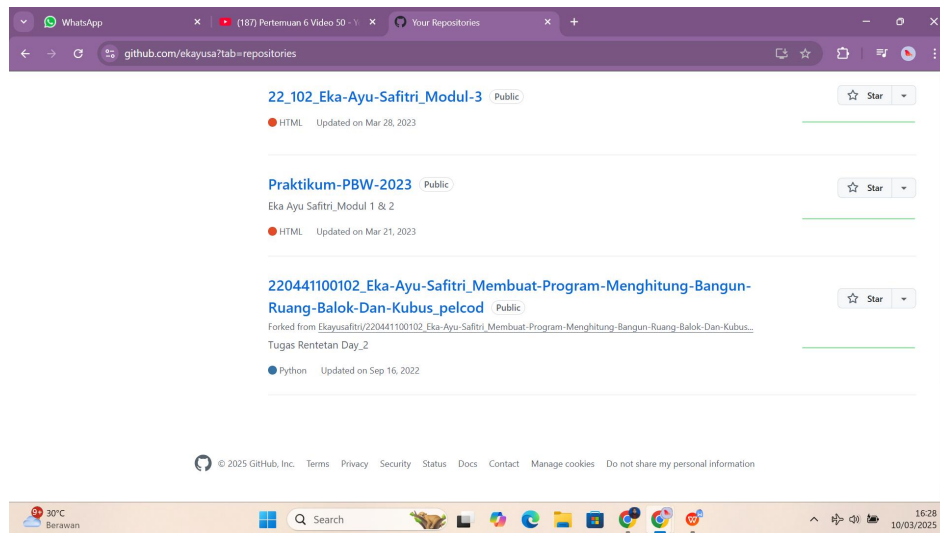 WhatsApp
(187) Pertemuan 6 Video 50 -
Your Repositories
github.com/ekayusa?tab=repositories
22_102_Eka-Ayu-Safitri_Modul-3 Public
Star
HTML Updated on Mar 28, 2023
Praktikum-PBW-2023 Public
Star
Eka Ayu Safitri_Modul 1 & 2
HTML Updated on Mar 21, 2023
220441100102_Eka-Ayu-Safitri_Membuat-Program-Menghitung-Bangun-
Ruang-Balok-Dan-Kubus_pelcod Public
Star
Forked from Ekayusafitri/220441100102_Eka-Ayu-Safitri_Membuat-Program-Menghitung-Bangun-Ruang-Balok-Dan-Kubus...
Tugas Rentetan Day_2
Python Updated on Sep 16, 2022
© 2025 GitHub, Inc. Terms Privacy Security Status Docs Contact Manage cookies Do not share my personal information
9+
30°C
Berawan
Search
16:28
10/03/2025